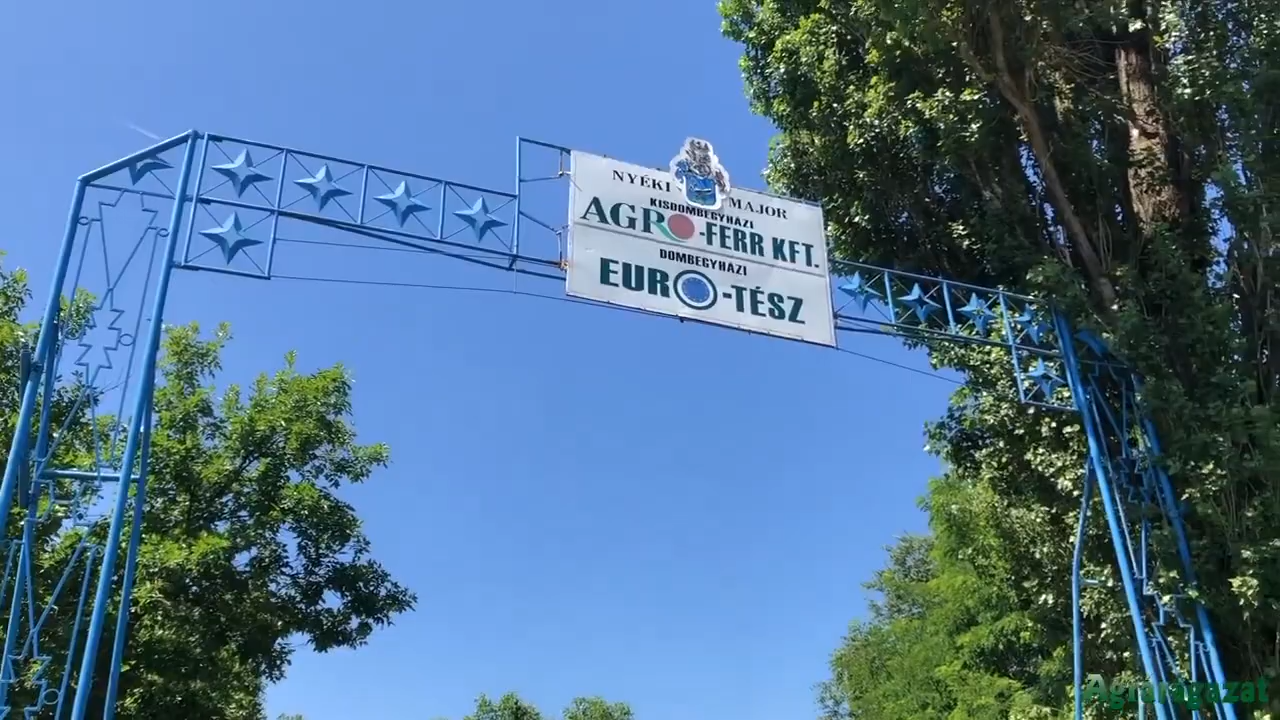 NYÉKI MAJOR
KISDOMBEGYHÁZI
AGRO-FERR KFT.
DOMBEGYHÁZI
EURO-TÉSZ
Agrárágazat